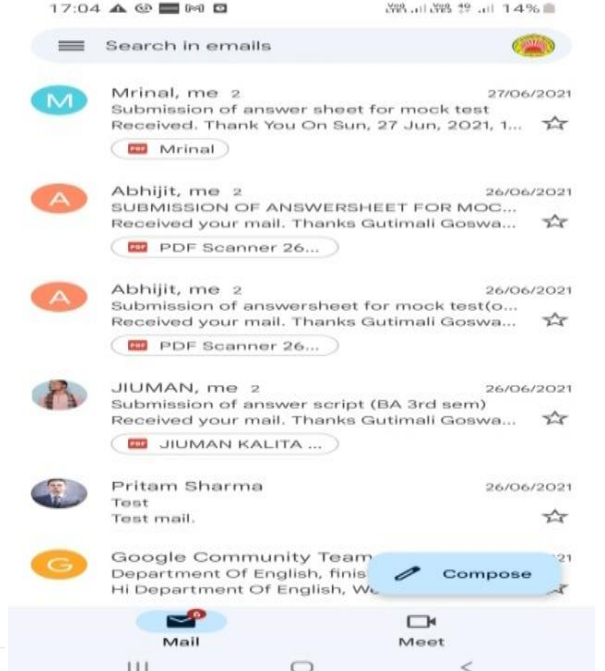 17:04
14%
Search in emails
M
Mrinal, me 2 27/06/2021
Submission of answer sheet for mock test
Received. Thank You On Sun, 27 Jun, 2021, 1...
PDF Mrinal
A
Abhijit, me 2 26/06/2021
SUBMISSION OF ANSWERSHEET FOR MOC...
Received your mail. Thanks Gutimali Goswa...
PDF PDF Scanner 26...
A
Abhijit, me 2 26/06/2021
Submission of answersheet for mock test(o...
Received your mail. Thanks Gutimali Goswa...
PDF PDF Scanner 26...
JIUMAN, me 2 26/06/2021
Submission of answer script (BA 3rd sem)
Received your mail. Thanks Gutimali Goswa...
PDF JIUMAN KALITA ...
Pritam Sharma 26/06/2021
Test
Test mail.
G
Google Community Team 21
Department Of English, finis
Hi Department Of English, We
Compose
6
Mail Meet